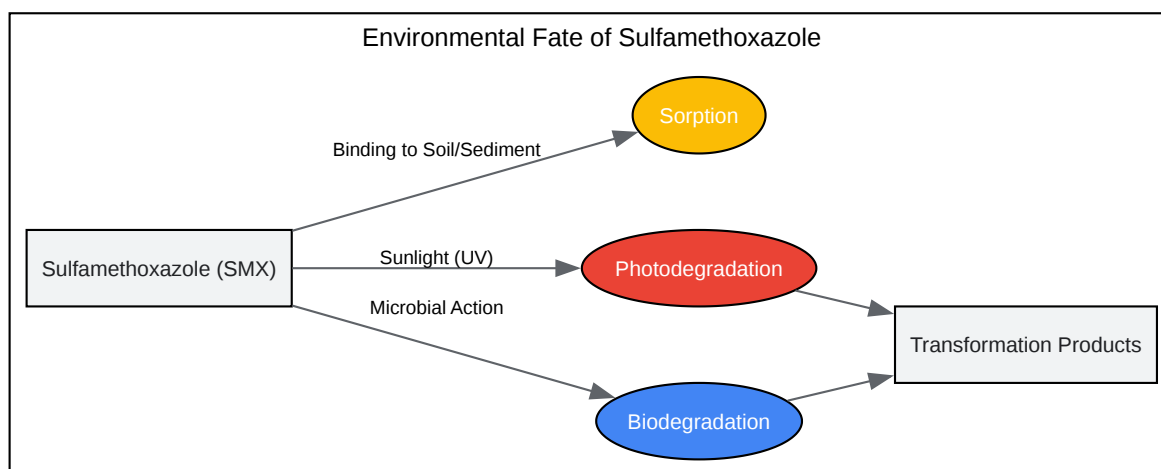 Environmental Fate of Sulfamethoxazole
Sorption
Binding to Soil/Sediment
Sulfamethoxazole (SMX)
Sunlight (UV)
Photodegradation
Microbial Action
Transformation Products
Biodegradation